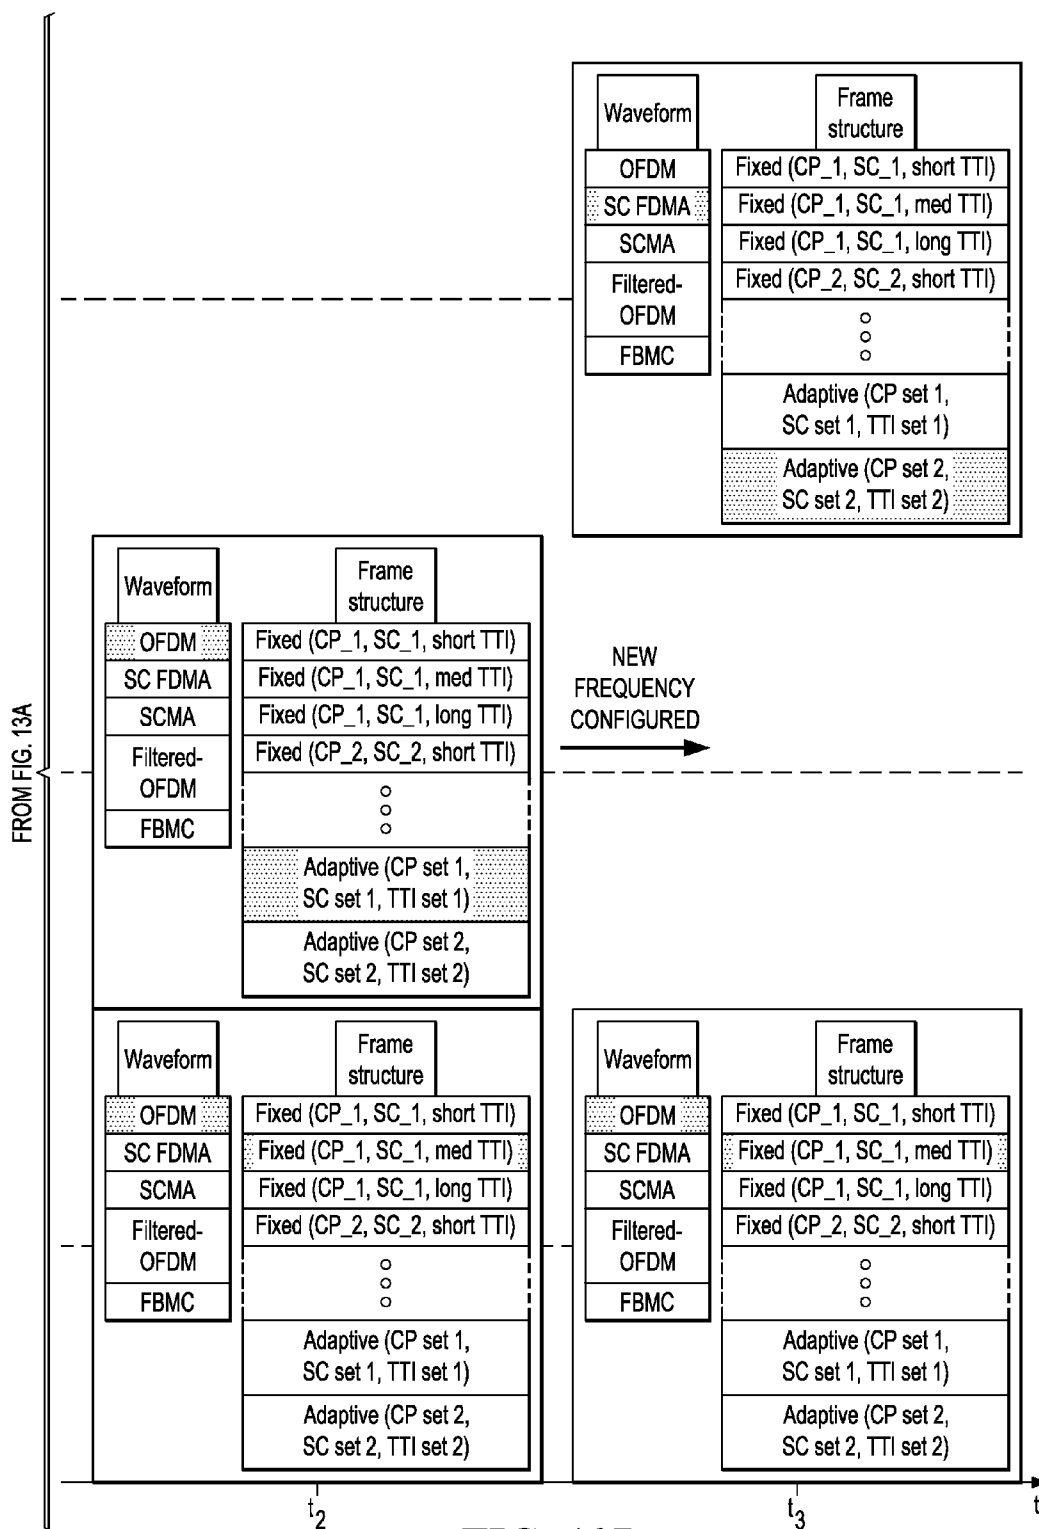 FROM FIG. 13A
Waveform
Frame
structure
OFDM
SC FDMA
SCMA
Filtered-
OFDM
FBMC
Fixed (CP_1, SC_1, short TTI)
Fixed (CP_1, SC_1, med TTI)
Fixed (CP_1, SC_1, long TTI)
Fixed (CP_2, SC_2, short TTI)
Adaptive (CP set 1,
SC set 1, TTI set 1)
Adaptive (CP set 2,
SC set 2, TTI set 2)
Waveform
Frame
structure
OFDM
SC FDMA
SCMA
Filtered-
OFDM
FBMC
Fixed (CP_1, SC_1, short TTI)
Fixed (CP_1, SC_1, med TTI)
Fixed (CP_1, SC_1, long TTI)
Fixed (CP_2, SC_2, short TTI)
Adaptive (CP set 1,
SC set 1, TTI set 1)
Adaptive (CP set 2,
SC set 2, TTI set 2)
NEW
FREQUENCY
CONFIGURED
Waveform
Frame
structure
OFDM
SC FDMA
SCMA
Filtered-
OFDM
FBMC
Fixed (CP_1, SC_1, short TTI)
Fixed (CP_1, SC_1, med TTI)
Fixed (CP_1, SC_1, long TTI)
Fixed (CP_2, SC_2, short TTI)
Adaptive (CP set 1,
SC set 1, TTI set 1)
Adaptive (CP set 2,
SC set 2, TTI set 2)
Waveform
Frame
structure
OFDM
SC FDMA
SCMA
Filtered-
OFDM
FBMC
Fixed (CP_1, SC_1, short TTI)
Fixed (CP_1, SC_1, med TTI)
Fixed (CP_1, SC_1, long TTI)
Fixed (CP_2, SC_2, short TTI)
Adaptive (CP set 1,
SC set 1, TTI set 1)
Adaptive (CP set 2,
SC set 2, TTI set 2)
t2
t3
t